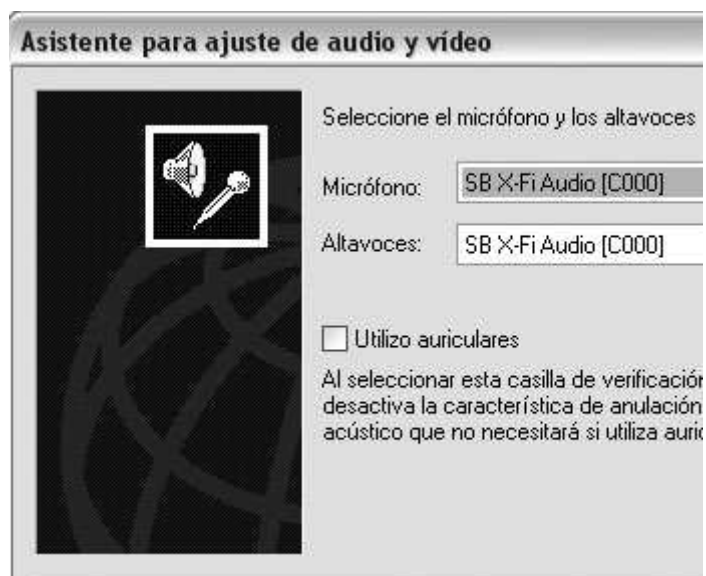 Asistente para ajuste de audio y vídeo
Seleccione el micrófono y los altavoces
Micrófono: SB X-Fi Audio [C000]
Altavoces: SB X-Fi Audio [C000]
Utilizo auriculares
Al seleccionar esta casilla de verificación
desactiva la característica de anulación
acústico que no necesitará si utiliza auric